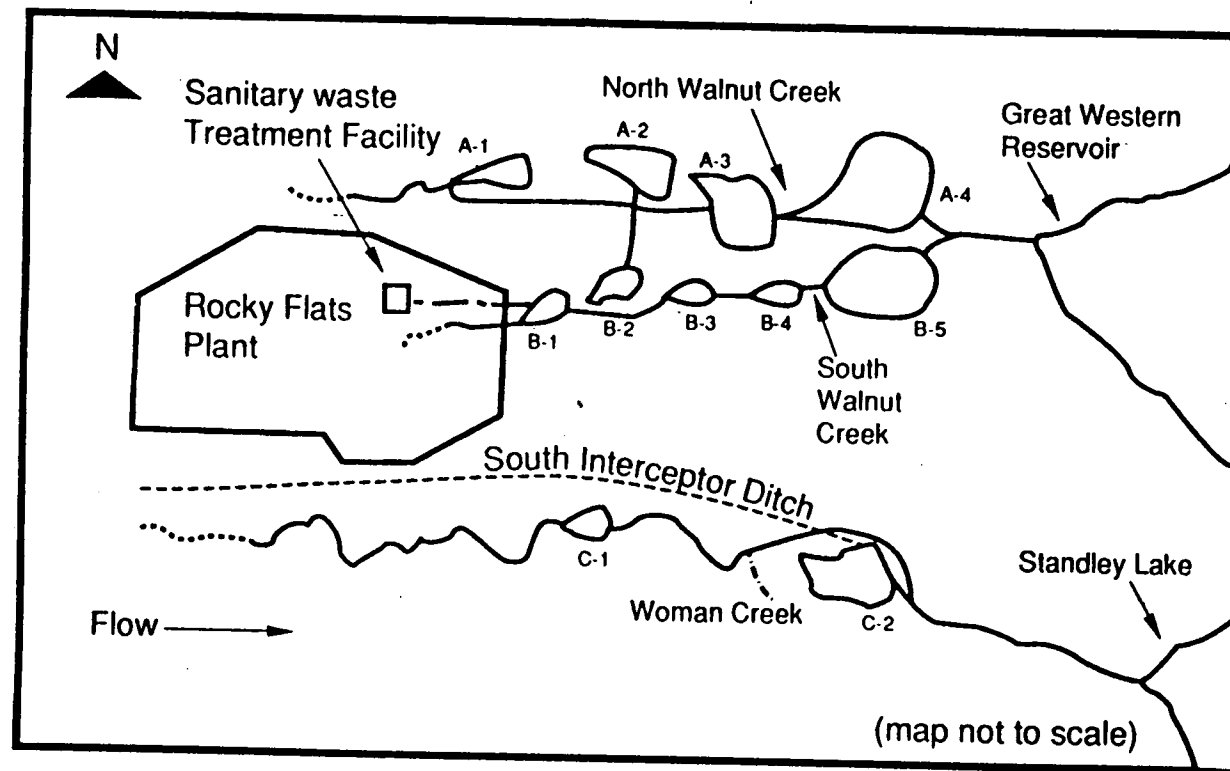 N
Sanitary waste
Treatment Facility
North Walnut Creek
Great Western
Reservoir
A-1
A-2
A-3
A-4
Rocky Flats
Plant
B-1
B-2
B-3
B-4
B-5
South
Walnut
Creek
South Interceptor Ditch
C-1
Woman Creek
C-2
Standley Lake
Flow
(map not to scale)